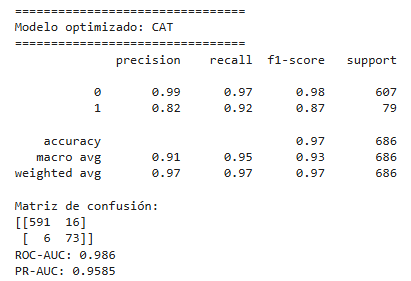 ================================
Modelo optimizado: CAT
================================
precision recall f1-score support
0 0.99 0.97 0.98 607
1 0.82 0.92 0.87 79
accuracy 0.97 686
macro avg 0.91 0.95 0.93 686
weighted avg 0.97 0.97 0.97 686
Matriz de confusión:
[[591 16]
[ 6 73]]
ROC-AUC: 0.986
PR-AUC: 0.9585